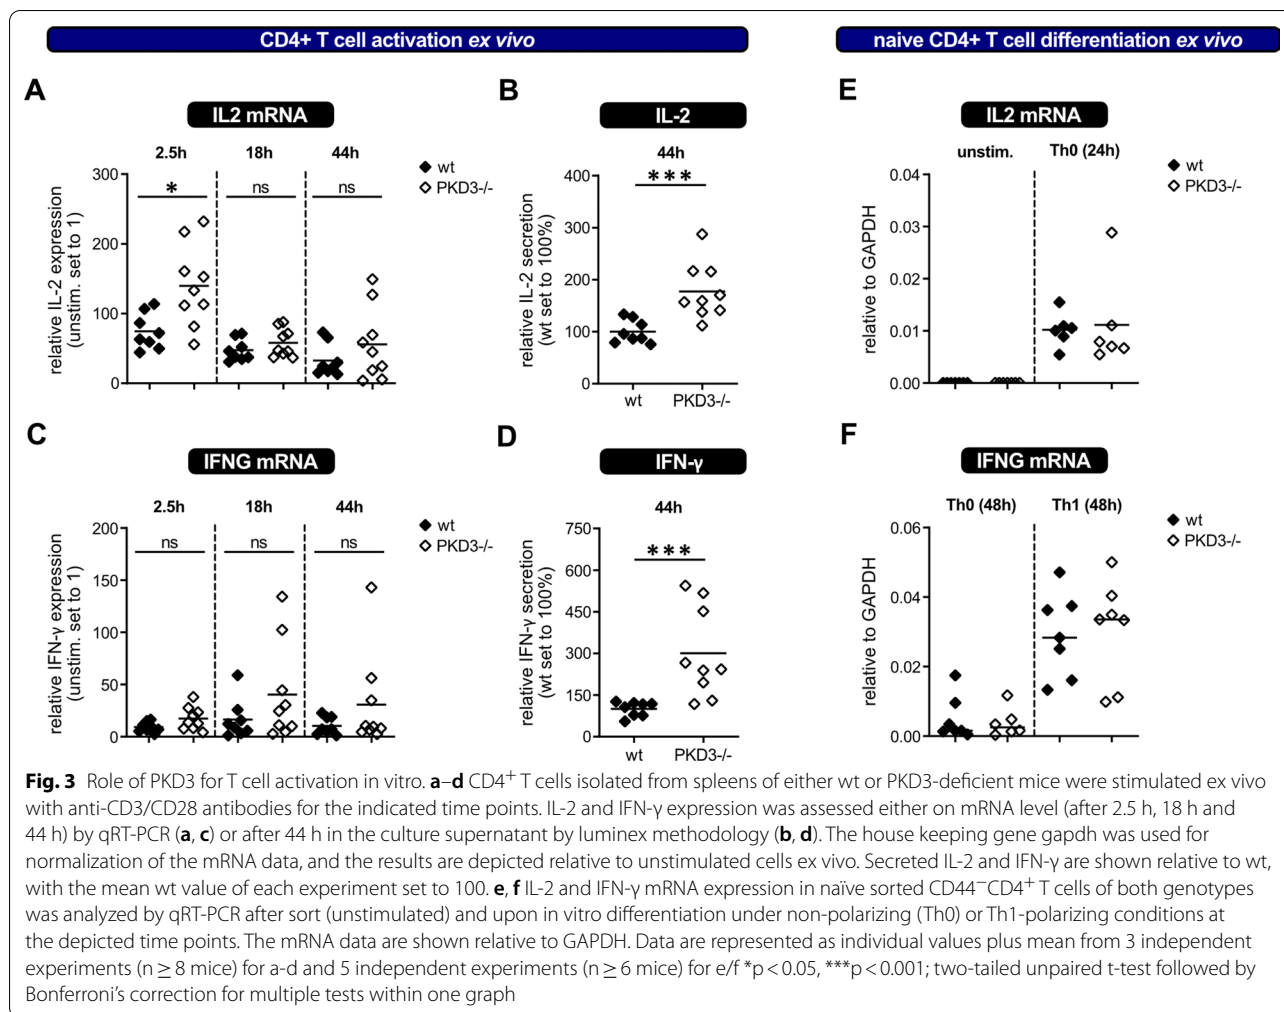 CD4+ T cell activation ex vivo
naive CD4+ T cell differentiation ex vivo
A
IL2 mRNA
2.5h 18h 44h
wt
PKD3-/-
* ns ns
relative IL-2 expression
(unstim. set to 1)
300
200
100
0
B
IL-2
44h
***
relative IL-2 secretion
(wt set to 100%)
400
300
200
100
0
wt PKD3-/-
E
IL2 mRNA
unstim. Th0 (24h)
wt
PKD3-/-
relative to GAPDH
0.04
0.03
0.02
0.01
0.00
C
IFNG mRNA
2.5h 18h 44h
wt
PKD3-/-
ns ns ns
relative IFN-γ expression
(unstim. set to 1)
200
150
100
50
0
D
IFN-γ
44h
***
relative IFN-γ secretion
(wt set to 100%)
750
600
450
300
150
0
wt PKD3-/-
F
IFNG mRNA
Th0 (48h) Th1 (48h)
wt
PKD3-/-
relative to GAPDH
0.06
0.04
0.02
0.00
Fig. 3 Role of PKD3 for T cell activation in vitro. a–d CD4+ T cells isolated from spleens of either wt or PKD3-deficient mice were stimulated ex vivo
with anti-CD3/CD28 antibodies for the indicated time points. IL-2 and IFN-γ expression was assessed either on mRNA level (after 2.5 h, 18 h and
44 h) by qRT-PCR (a, c) or after 44 h in the culture supernatant by luminex methodology (b, d). The house keeping gene gapdh was used for
normalization of the mRNA data, and the results are depicted relative to unstimulated cells ex vivo. Secreted IL-2 and IFN-γ are shown relative to wt,
with the mean wt value of each experiment set to 100. e, f IL-2 and IFN-γ mRNA expression in naïve sorted CD44−CD4+ T cells of both genotypes
was analyzed by qRT-PCR after sort (unstimulated) and upon in vitro differentiation under non-polarizing (Th0) or Th1-polarizing conditions at
the depicted time points. The mRNA data are shown relative to GAPDH. Data are represented as individual values plus mean from 3 independent
experiments (n ≥ 8 mice) for a-d and 5 independent experiments (n ≥ 6 mice) for e/f *p < 0.05, ***p < 0.001; two-tailed unpaired t-test followed by
Bonferroni's correction for multiple tests within one graph